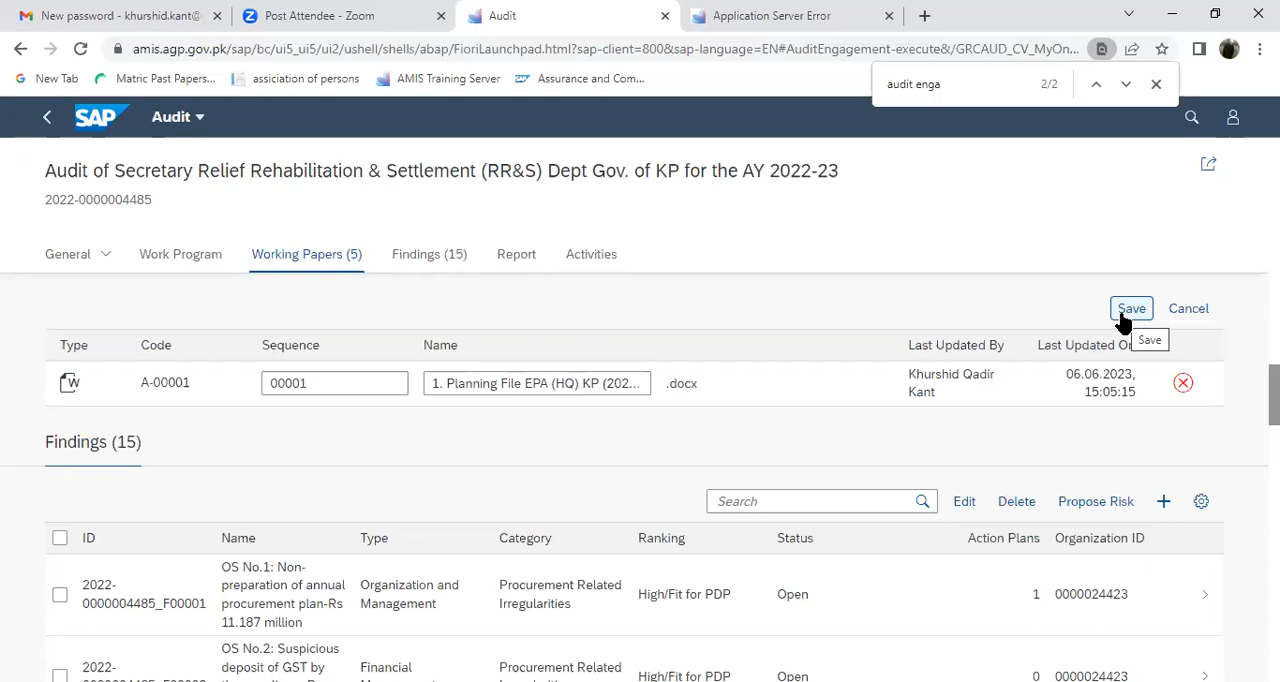 New password - khurshid.kant@
Post Attendee - Zoom
Audit
Application Server Error
amis.agp.gov.pk/sap/bc/ui5_ui5/ui2/ushell/shells/abap/FioriLaunchpad.html?sap-client=800&sap-language=EN#AuditEngagement-execute&/GRCAUD_CV_MyOn...
New Tab
Matric Past Papers...
assiciation of persons
AMIS Training Server
Assurance and Com...
audit enga
2/2
SAP
Audit
Audit of Secretary Relief Rehabilitation & Settlement (RR&S) Dept Gov. of KP for the AY 2022-23
2022-0000004485
General
Work Program
Working Papers (5)
Findings (15)
Report
Activities
Save
Cancel
Save
Type
Code
Sequence
Name
Last Updated By
Last Updated
W
A-00001
00001
1. Planning File EPA (HQ) KP (202...
.docx
Khurshid Qadir
Kant
06.06.2023,
15:05:15
Findings (15)
Search
Edit
Delete
Propose Risk
ID
Name
Type
Category
Ranking
Status
Action Plans
Organization ID
2022-
0000004485_F00001
OS No.1: Non-
preparation of annual
procurement plan-Rs
11.187 million
Organization and
Management
Procurement Related
Irregularities
High/Fit for PDP
Open
1
0000024423
2022-
OS No.2: Suspicious
deposit of GST by
Financial
Procurement Related
High/Fit for PDP
Open
0
0000024423